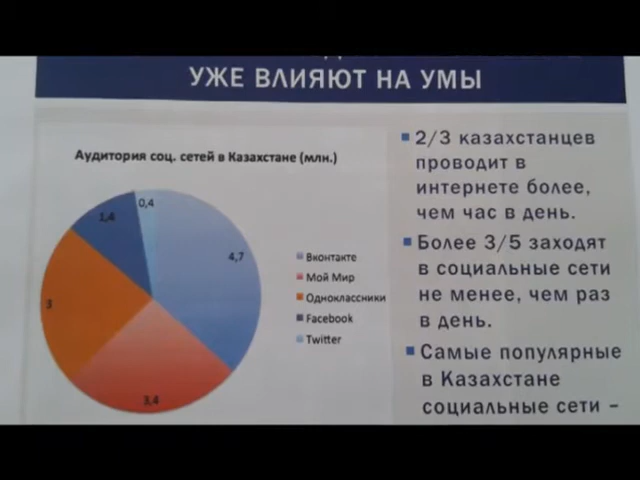 УЖЕ ВЛИЯЮТ НА УМЫ
Аудитория соц. сетей в Казахстане (млн.)
0,4
1,4
4,7
3
3,4
Вконтакте
Мой Мир
Одноклассники
Facebook
Twitter
2/3 казахстанцев
проводит в
интернете более,
чем час в день.
Более 3/5 заходят
в социальные сети
не менее, чем раз
в день.
Самые популярные
в Казахстане
социальные сети –